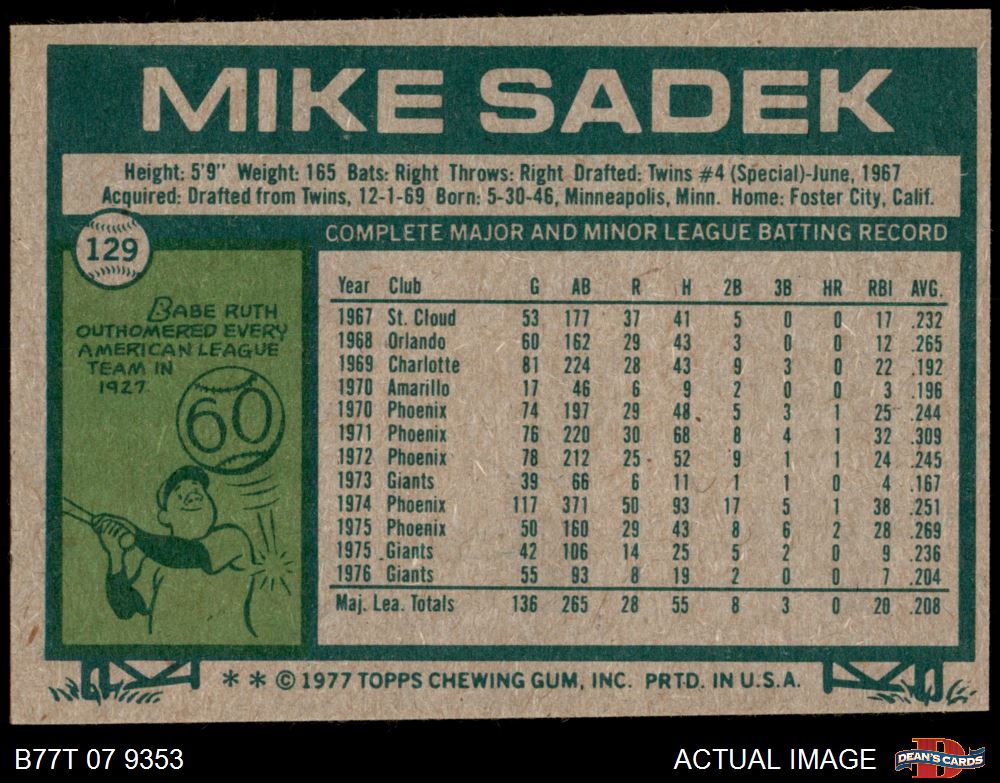 MIKE SADEK
Height: 5'9" Weight: 165 Bats: Right Throws: Right Drafted: Twins #4 (Special)-June, 1967
Acquired: Drafted from Twins, 12-1-69 Born: 5-30-46, Minneapolis, Minn. Home: Foster City, Calif.
129
BABE RUTH
OUTHOMERED EVERY
AMERICAN LEAGUE
TEAM IN
1927.
60
COMPLETE MAJOR AND MINOR LEAGUE BATTING RECORD
Year Club G AB R H 2B 3B HR RBI AVG.
1967 St. Cloud 53 177 37 41 5 0 0 17 .232
1968 Orlando 60 162 29 43 3 0 0 12 .265
1969 Charlotte 81 224 28 43 9 3 0 22 .192
1970 Amarillo 17 46 6 9 2 0 0 3 .196
1970 Phoenix 74 197 29 48 5 3 1 25 .244
1971 Phoenix 76 220 30 68 8 4 1 32 .309
1972 Phoenix 78 212 25 52 9 1 1 24 .245
1973 Giants 39 66 6 11 1 1 0 4 .167
1974 Phoenix 117 371 50 93 17 5 1 38 .251
1975 Phoenix 50 160 29 43 8 6 2 28 .269
1975 Giants 42 106 14 25 5 2 0 9 .236
1976 Giants 55 93 8 19 2 0 0 7 .204
Maj. Lea. Totals 136 265 28 55 8 3 0 20 .208
* * © 1977 TOPPS CHEWING GUM, INC. PRTD. IN U.S.A.
B77T 07 9353
ACTUAL IMAGE
D
DEAN'S CARDS